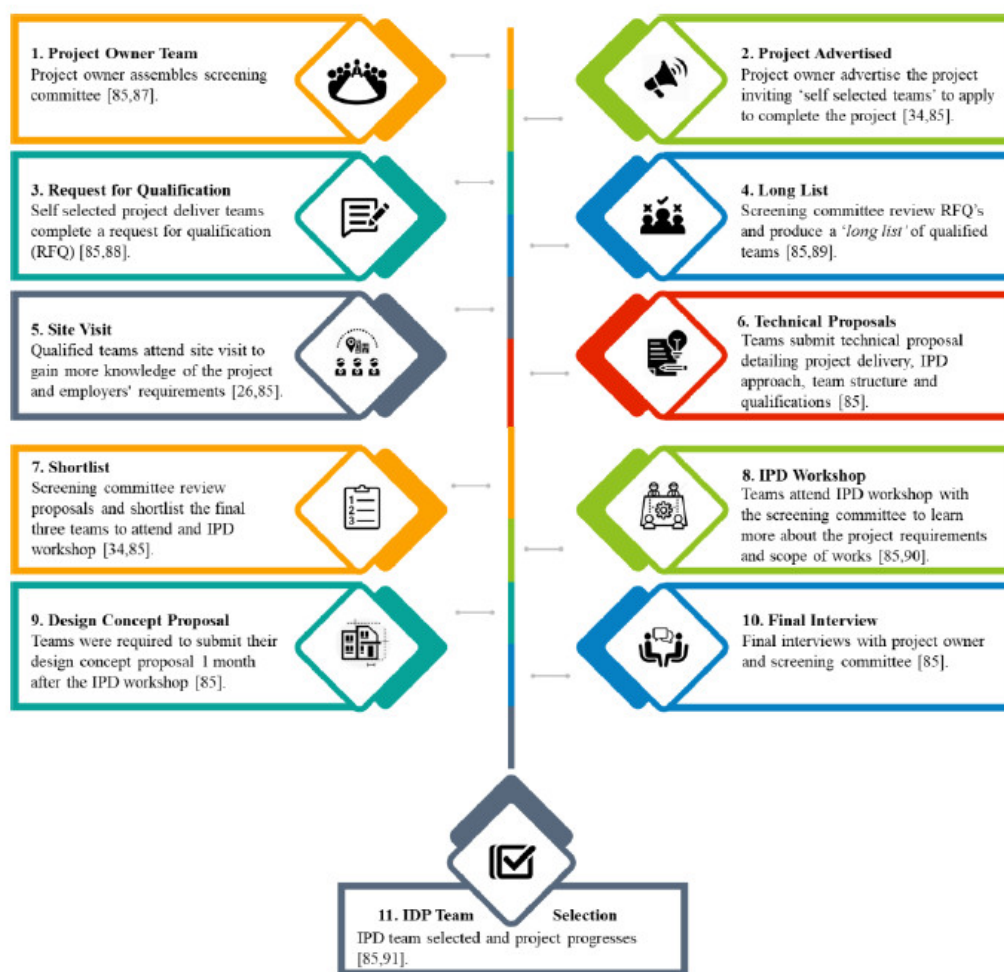 1. Project Owner Team
Project owner assembles screening
committee [85,87].
2. Project Advertised
Project owner advertise the project
inviting ‘self selected teams’ to apply
to complete the project [34,85].
3. Request for Qualification
Self selected project deliver teams
complete a request for qualification
(RFQ) [85,88].
4. Long List
Screening committee review RFQ’s
and produce a ‘long list’ of qualified
teams [85,89].
5. Site Visit
Qualified teams attend site visit to
gain more knowledge of the project
and employers' requirements [26,85].
6. Technical Proposals
Teams submit technical proposal
detailing project delivery, IPD
approach, team structure and
qualifications [85].
7. Shortlist
Screening committee review
proposals and shortlist the final
three teams to attend and IPD
workshop [34,85].
1
2
3
8. IPD Workshop
Teams attend IPD workshop with
the screening committee to learn
more about the project requirements
and scope of works [85,90].
9. Design Concept Proposal
Teams were required to submit their
design concept proposal 1 month
after the IPD workshop [85].
10. Final Interview
Final interviews with project owner
and screening committee [85].
11. IDP Team Selection
IPD team selected and project progresses
[85,91].